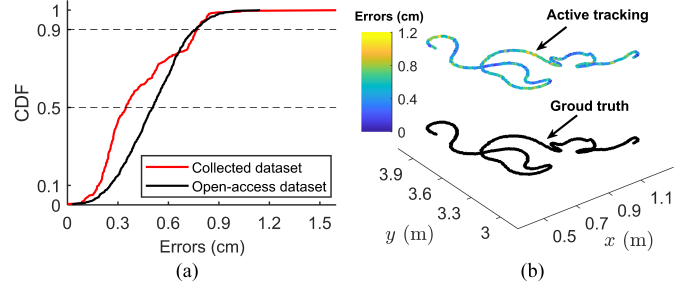 1
0.9
0.5
0.1
0
CDF
0 0.3 0.6 0.9 1.2 1.5
Errors (cm)
Collected dataset
Open-access dataset
(a)
Errors (cm)
1.2
0.8
0.4
0
Active tracking
Groud truth
3.9
3.6
3.3
3
y (m)
0.5
0.7
0.9
1.1
x (m)
(b)